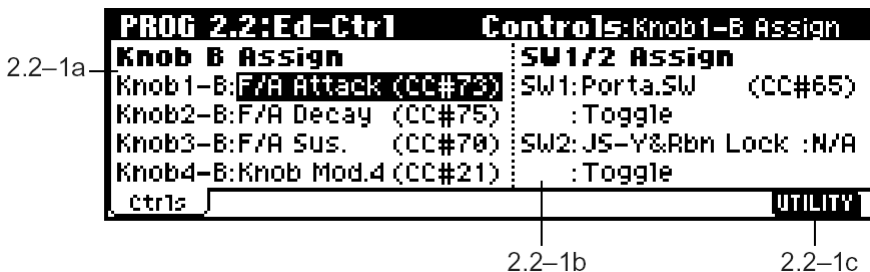 PROG 2.2:Ed-Ctrl Controls:Knob1-B Assign
2.2–1a
Knob B Assign
Knob1-B:F/A Attack (CC#73)
Knob2-B:F/A Decay (CC#75)
Knob3-B:F/A Sus. (CC#70)
Knob4-B:Knob Mod.4 (CC#21)
SW1/2 Assign
SW1:Porta.SW (CC#65)
:Toggle
SW2:JS-Y&Rbn Lock :N/A
:Toggle
Ctrls UTILITY
2.2–1b 2.2–1c